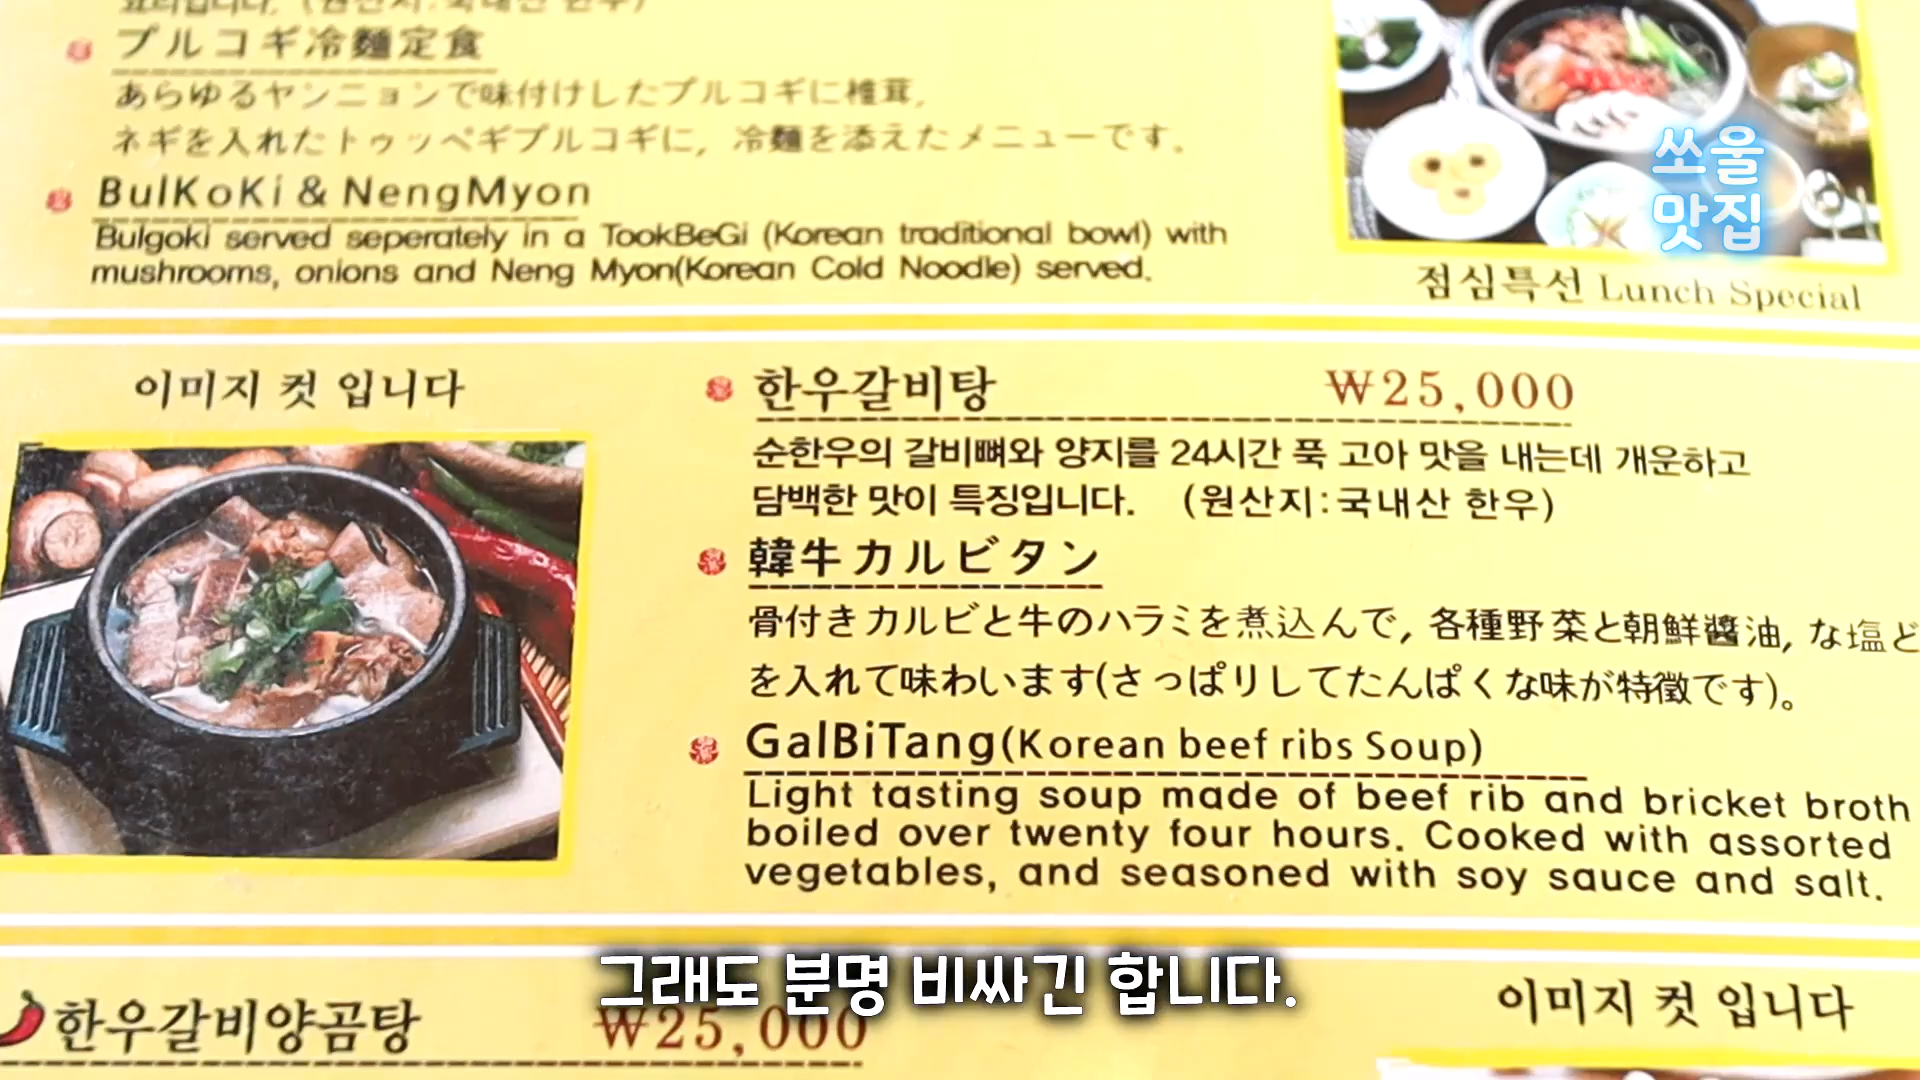 プルコギ冷麺定食
あらゆるヤンニョンで味付けしたプルコギに椎茸,
ネギを入れたトゥッペギプルコギに, 冷麺を添えたメニューです。
BulKoKi & NengMyon
Bulgoki served seperately in a TookBeGi (Korean traditional bowl) with
mushrooms, onions and Neng Myon(Korean Cold Noodle) served.
쏘울
맛집
점심특선 Lunch Special
이미지 컷 입니다
한우갈비탕 ₩25,000
순한우의 갈비뼈와 양지를 24시간 푹 고아 맛을 내는데 개운하고
담백한 맛이 특징입니다. (원산지:국내산 한우)
韓牛カルビタン
骨付きカルビと牛のハラミを煮込んで, 各種野菜と朝鮮醬油, な塩ど
を入れて味わいます(さっぱりしてたんぱくな味が特徴です)。
GalBiTang(Korean beef ribs Soup)
Light tasting soup made of beef rib and bricket broth
boiled over twenty four hours. Cooked with assorted
vegetables, and seasoned with soy sauce and salt.
그래도 분명 비싸긴 합니다.
한우갈비양곰탕 ₩25,000
이미지 컷 입니다